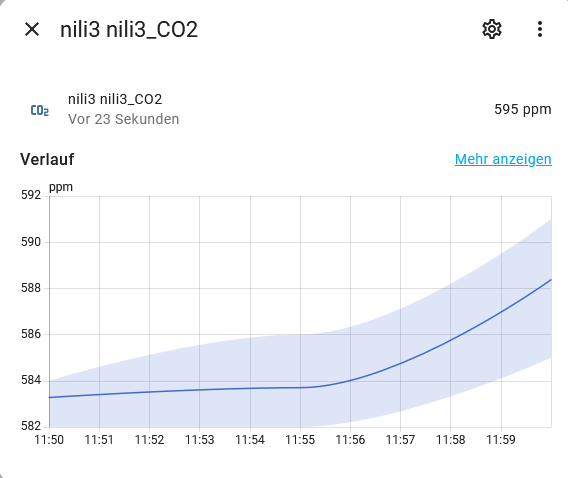 nili3 nili3_CO2
CO₂
nili3 nili3_CO2
Vor 23 Sekunden
595 ppm
Verlauf
Mehr anzeigen
ppm
592
590
588
586
584
582
11:50 11:51 11:52 11:53 11:54 11:55 11:56 11:57 11:58 11:59